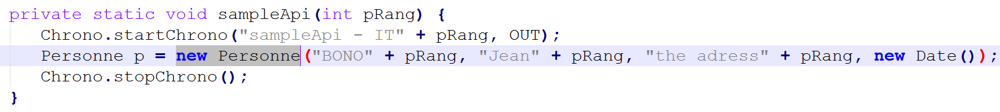 private static void sampleApi(int pRang) {
Chrono.startChrono("sampleApi - IT" + pRang, OUT);
Personne p = new Personne("BONO" + pRang, "Jean" + pRang, "the adress" + pRang, new Date());
Chrono.stopChrono();
}